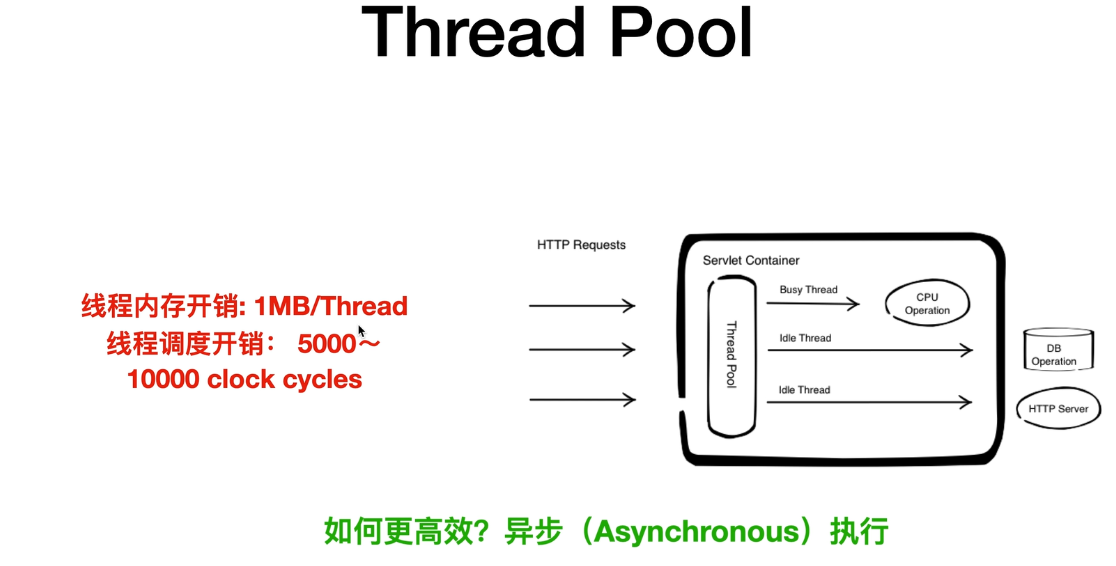 Thread Pool
HTTP Requests
Servlet Container
Thread Pool
Busy Thread
CPU
Operation
Idle Thread
DB
Operation
Idle Thread
HTTP Server
线程内存开销: 1MB/Thread
线程调度开销： 5000～
10000 clock cycles
如何更高效？异步（Asynchronous）执行